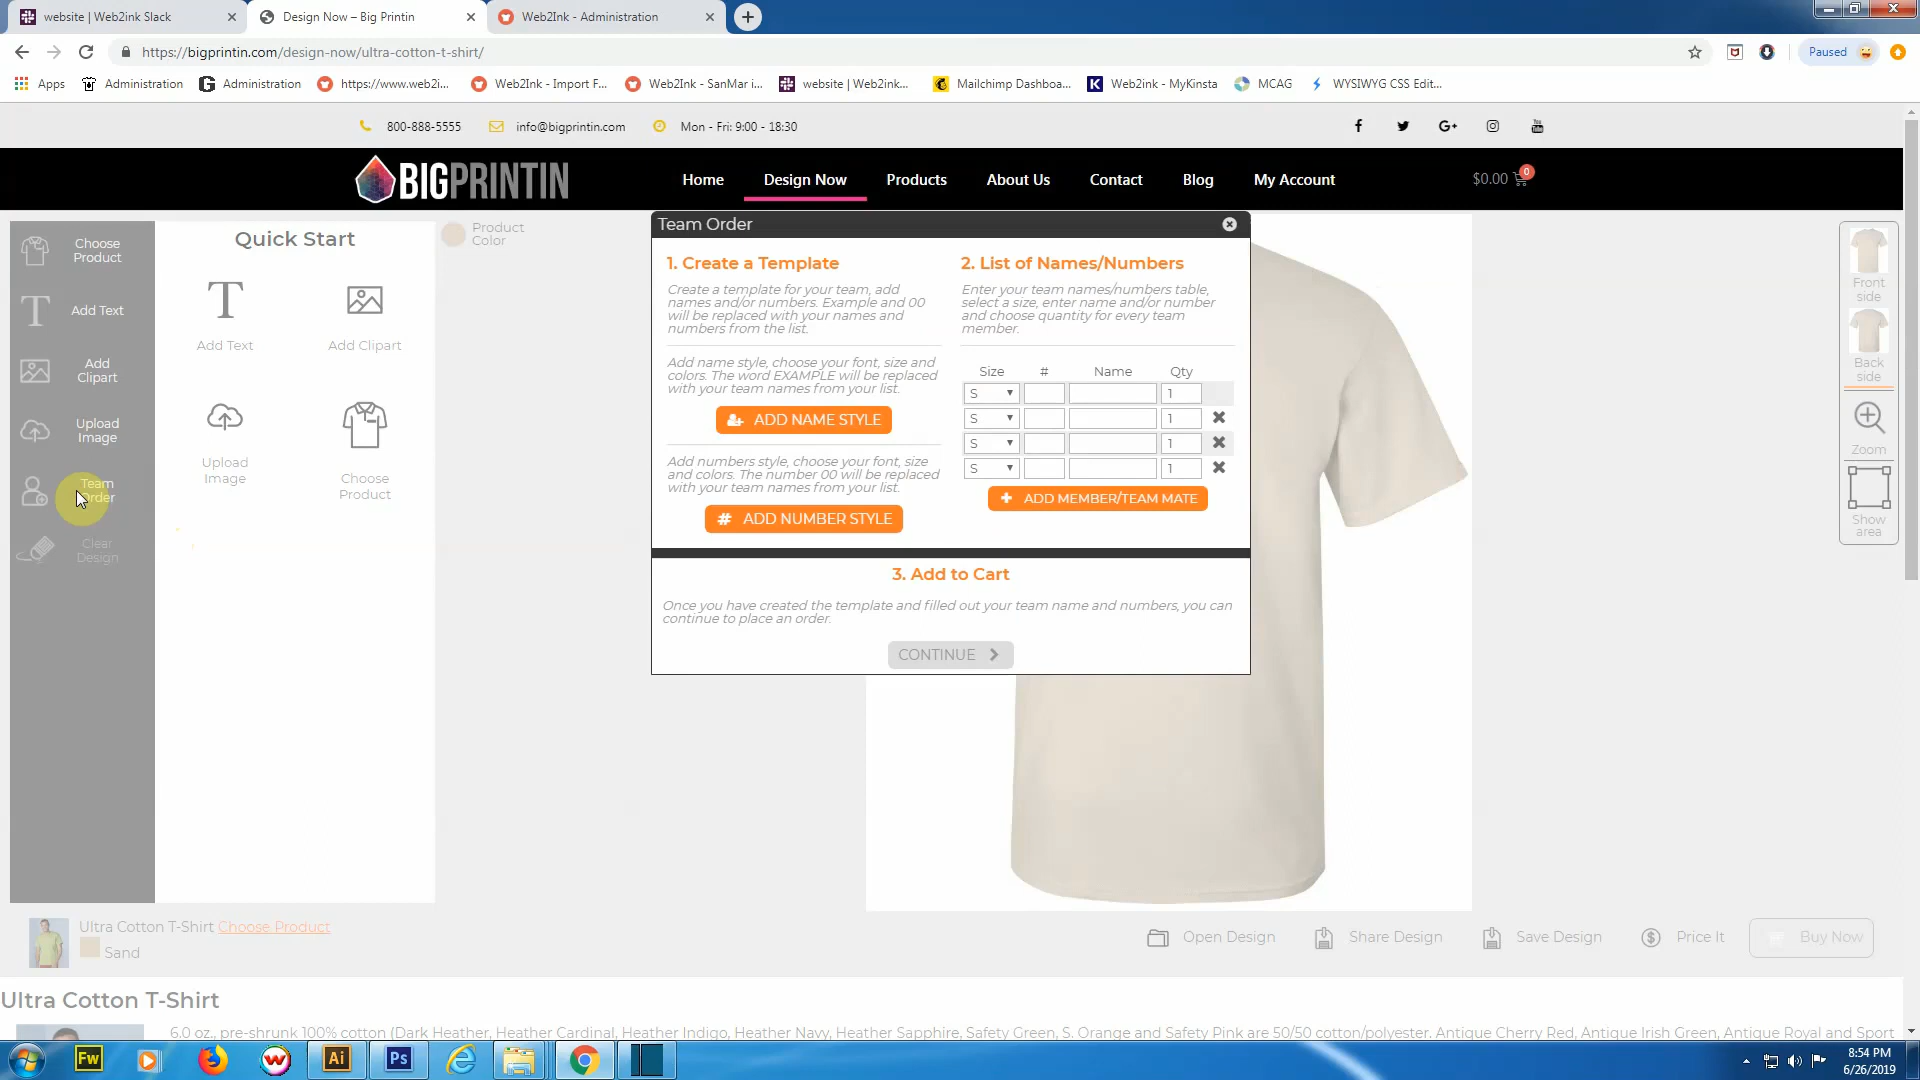 website | Web2ink Slack
Design Now – Big Printin
Web2Ink - Administration
https://bigprintin.com/design-now/ultra-cotton-t-shirt/
Paused
Apps
Administration
Administration
https://www.web2i...
Web2Ink - Import F...
Web2Ink - SanMar i...
website | Web2ink...
Mailchimp Dashboa...
Web2ink - MyKinsta
MCAG
WYSIWYG CSS Edit...
800-888-5555
info@bigprintin.com
Mon - Fri: 9:00 - 18:30
BIGPRINTIN
Home
Design Now
Products
About Us
Contact
Blog
My Account
$0.00
0
Choose
Product
Add Text
Add
Clipart
Upload
Image
Team
Order
Clear
Design
Quick Start
Add Text
Add Clipart
Upload
Image
Choose
Product
Product
Color
Team Order
1. Create a Template
Create a template for your team, add
names and/or numbers. Example and 00
will be replaced with your names and
numbers from the list.
Add name style, choose your font, size and
colors. The word EXAMPLE will be replaced
with your team names from your list.
ADD NAME STYLE
Add numbers style, choose your font, size
and colors. The number 00 will be replaced
with your team names from your list.
# ADD NUMBER STYLE
2. List of Names/Numbers
Enter your team names/numbers table,
select a size, enter name and/or number
and choose quantity for every team
member.
Size # Name Qty
S 1
S 1
S 1
S 1
ADD MEMBER/TEAM MATE
3. Add to Cart
Once you have created the template and filled out your team name and numbers, you can
continue to place an order.
CONTINUE
Front
side
Back
side
Zoom
Show
area
Ultra Cotton T-Shirt Choose Product
Sand
Open Design
Share Design
Save Design
Price It
Buy Now
Ultra Cotton T-Shirt
6.0 oz., pre-shrunk 100% cotton (Dark Heather, Heather Cardinal, Heather Indigo, Heather Navy, Heather Sapphire, Safety Green, S. Orange and Safety Pink are 50/50 cotton/polyester, Antique Cherry Red, Antique Irish Green, Antique Royal and Sport
Fw
Ai
Ps
8:54 PM
6/26/2019